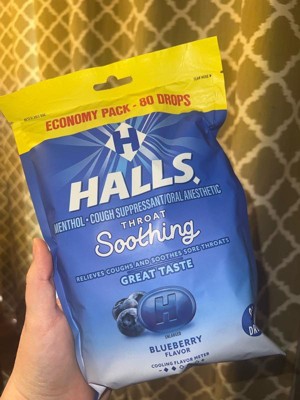 ECONOMY PACK - 80 DROPS
H
HALLS
MENTHOL • COUGH SUPPRESSANT/ORAL ANESTHETIC
THROAT
Soothing
RELIEVES COUGHS AND SOOTHES SORE THROATS
GREAT TASTE
H
BLUEBERRY
FLAVOR
COOLING FLAVOR METER